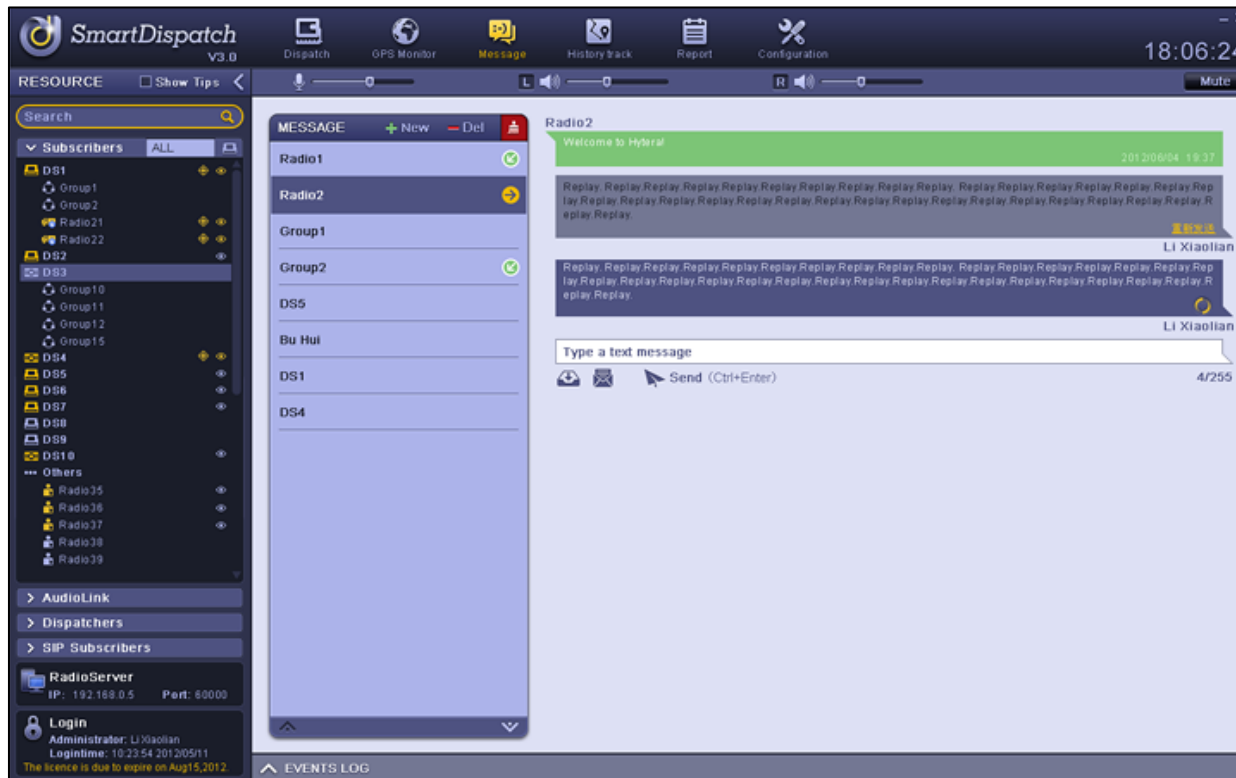 SmartDispatch
V3.0
Dispatch
GPS Monitor
Message
History track
Report
Configuration
18:06:24
RESOURCE
Show Tips
L
R
Mute
Search
Subscribers
ALL
DS1
Group1
Group2
Radio21
Radio22
DS2
DS3
Group10
Group11
Group12
Group15
DS4
DS5
DS6
DS7
DS8
DS9
DS10
Others
Radio35
Radio36
Radio37
Radio38
Radio39
AudioLink
Dispatchers
SIP Subscribers
RadioServer
IP: 192.168.0.5 Port: 60000
Login
Administrator: Li Xiaolian
Logintime: 10:23:54 2012/05/11
The licence is due to expire on Aug15,2012.
MESSAGE
New
Del
Radio1
Radio2
Group1
Group2
DS5
Bu Hui
DS1
DS4
Radio2
Welcome to Hytera!
2012/06/04 19:37
Replay. Replay.Replay.Replay.Replay.Replay.Replay.Replay.Replay.Replay. Replay.Replay.Replay.Replay.Replay.Rep
lay.Replay.Replay.Replay.Replay.Replay.Replay.Replay.Replay.Replay.Replay.Replay.Replay.Replay.Replay.Replay.R
eplay.Replay.
重新发送
Li Xiaolian
Replay. Replay.Replay.Replay.Replay.Replay.Replay.Replay.Replay.Replay. Replay.Replay.Replay.Replay.Replay.Rep
lay.Replay.Replay.Replay.Replay.Replay.Replay.Replay.Replay.Replay.Replay.Replay.Replay.Replay.Replay.Replay.R
eplay.Replay.
Li Xiaolian
Type a text message
Send (Ctrl+Enter)
4/255
EVENTS LOG